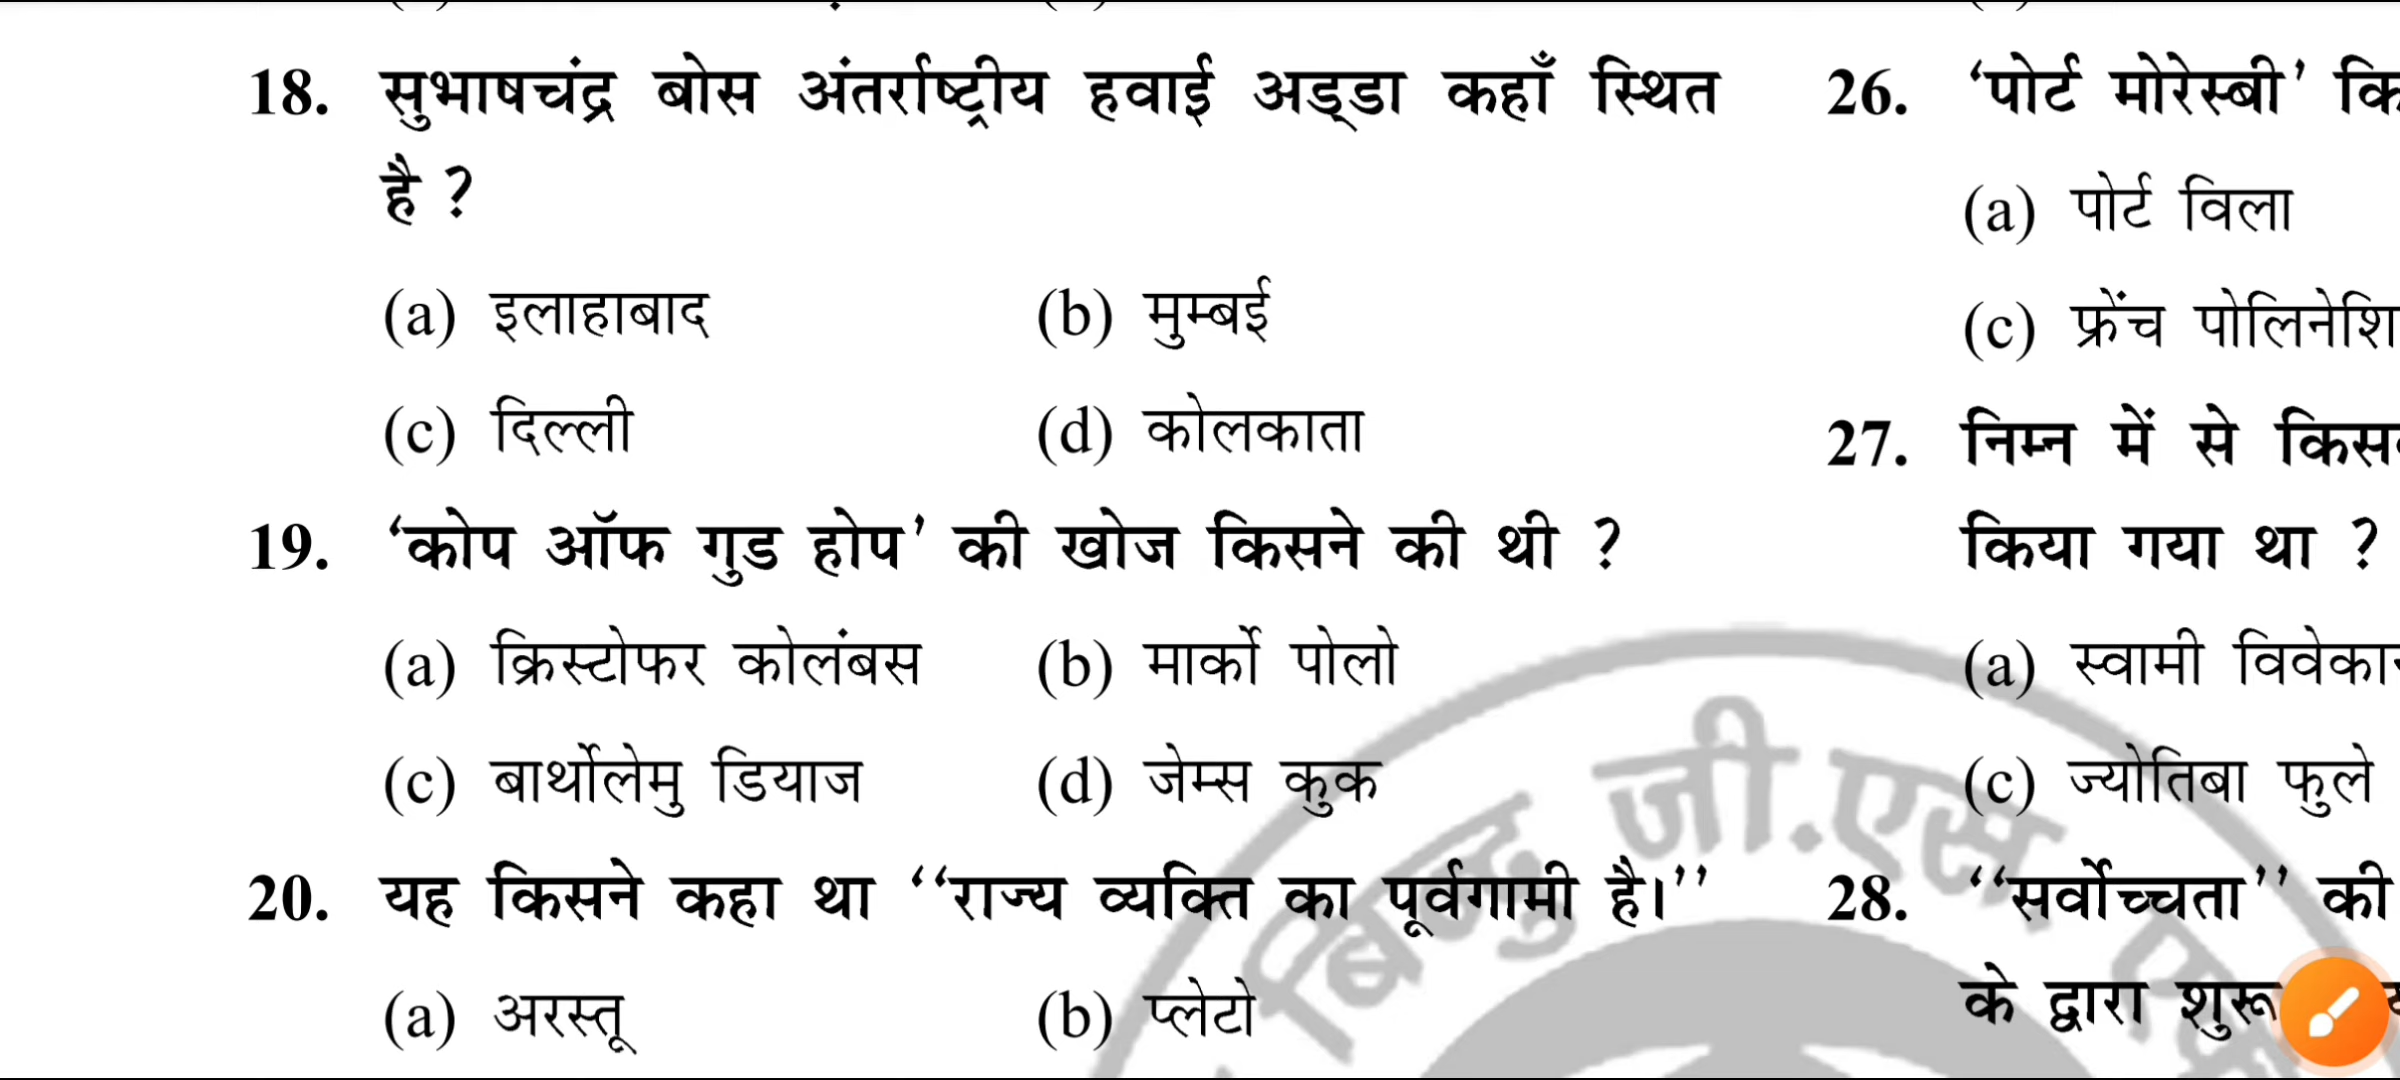 18. सुभाषचंद्र बोस अंतर्राष्ट्रीय हवाई अड्डा कहाँ स्थित
है ?
(a) इलाहाबाद (b) मुम्बई
(c) दिल्ली (d) कोलकाता
19. ‘कोप ऑफ गुड होप’ की खोज किसने की थी ?
(a) क्रिस्टोफर कोलंबस (b) मार्को पोलो
(c) बार्थोलेमु डियाज (d) जेम्स कुक
20. यह किसने कहा था ‘‘राज्य व्यक्ति का पूर्वगामी है।’’
(a) अरस्तू (b) प्लेटो
26. ‘पोर्ट मोरेस्बी’
(a) पोर्ट विला
(c) फ्रेंच
27. निम्न में से
किया गया था ?
(a) स्वामी
(c) ज्योतिबा फुले
28. ‘‘सर्वोच्चता’’ की
के द्वारा शुरू
बिन्दु जी.एस